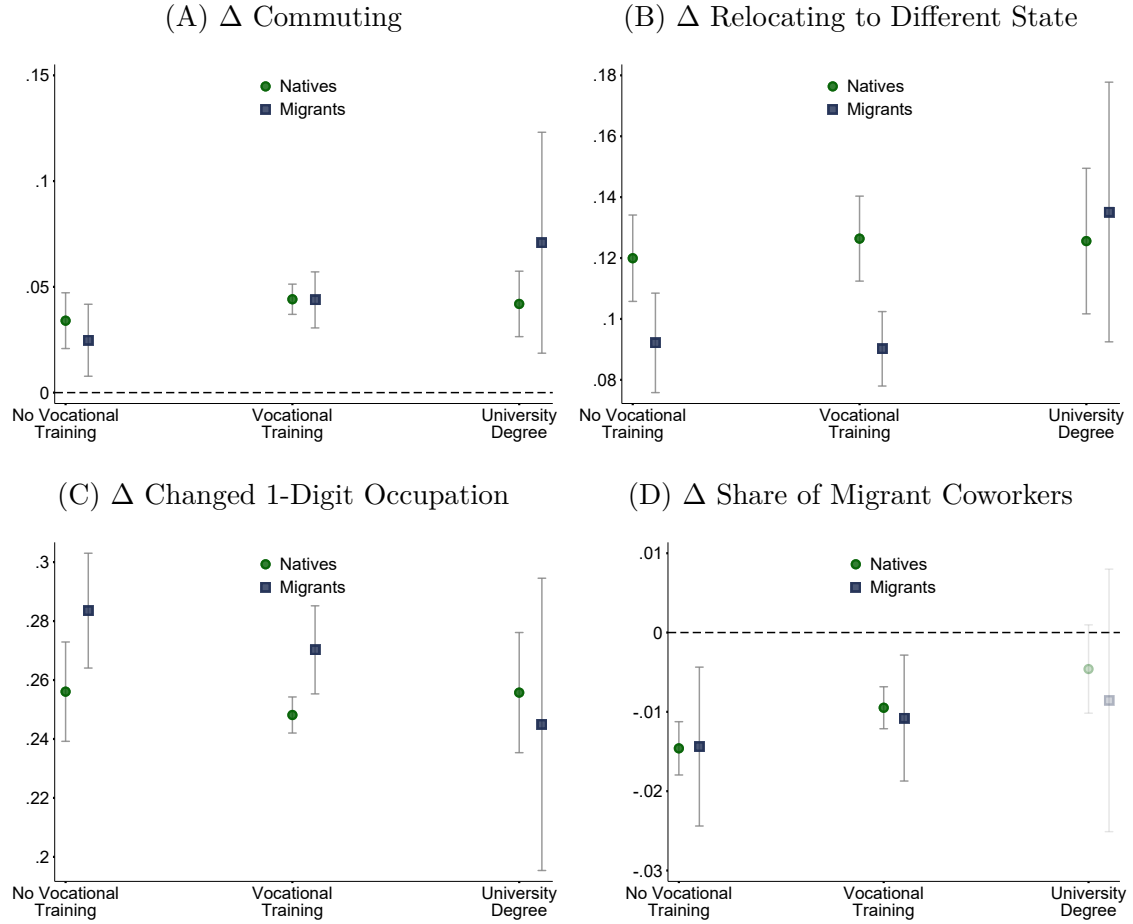 (A) Δ Commuting
.15
.1
.05
0
Natives
Migrants
No Vocational
Training
Vocational
Training
University
Degree
(B) Δ Relocating to Different State
.18
.16
.14
.12
.1
.08
Natives
Migrants
No Vocational
Training
Vocational
Training
University
Degree
(C) Δ Changed 1-Digit Occupation
.3
.28
.26
.24
.22
.2
Natives
Migrants
No Vocational
Training
Vocational
Training
University
Degree
(D) Δ Share of Migrant Coworkers
.01
0
-.01
-.02
-.03
Natives
Migrants
No Vocational
Training
Vocational
Training
University
Degree